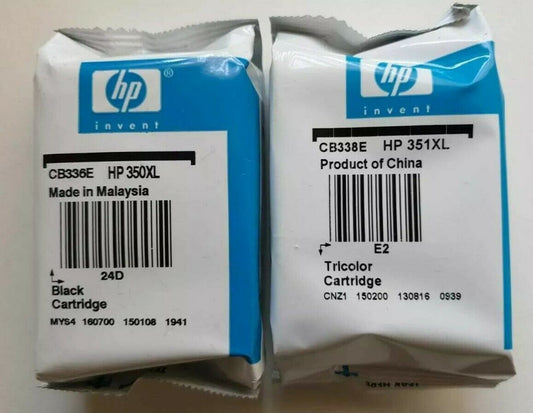 hp
®
invent
CB336E HP 350XL
Made in Malaysia
24D
Black
Cartridge
MYS4 160700 150108 1941
hp
®
invent
CB338E HP 351XL
Product of China
E2
Tricolor
Cartridge
CNZ1 150200 130816 0939